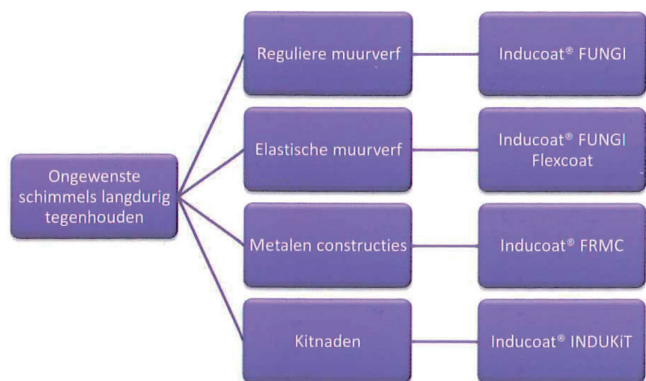 Ongewenste
schimmels langdurig
tegenhouden
Reguliere muurverf
Inducoat® FUNGI
Elastische muurverf
Inducoat® FUNGI
Flexcoat
Metalen constructies
Inducoat® FRMC
Kitnaden
Inducoat® INDUKiT